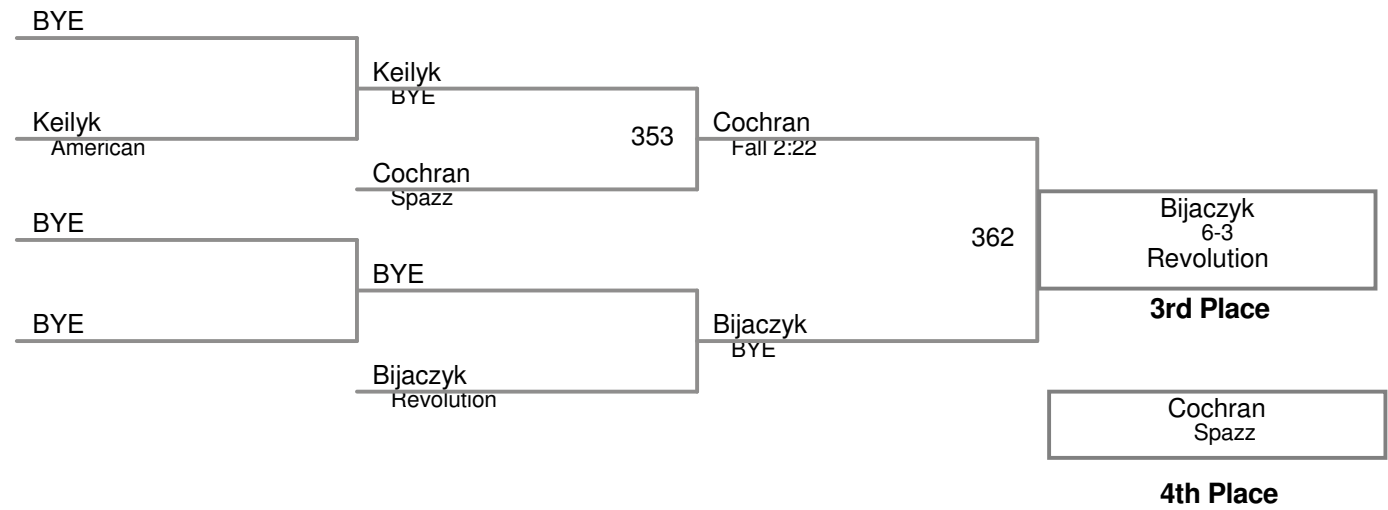 BYE
Keilyk
BYE
Keilyk
American
353
Cochran
Fall 2:22
Cochran
Spazz
BYE
Bijaczyk
6-3
Revolution
362
BYE
3rd Place
BYE
Bijaczyk
BYE
Bijaczyk
Revolution
Cochran
Spazz
4th Place